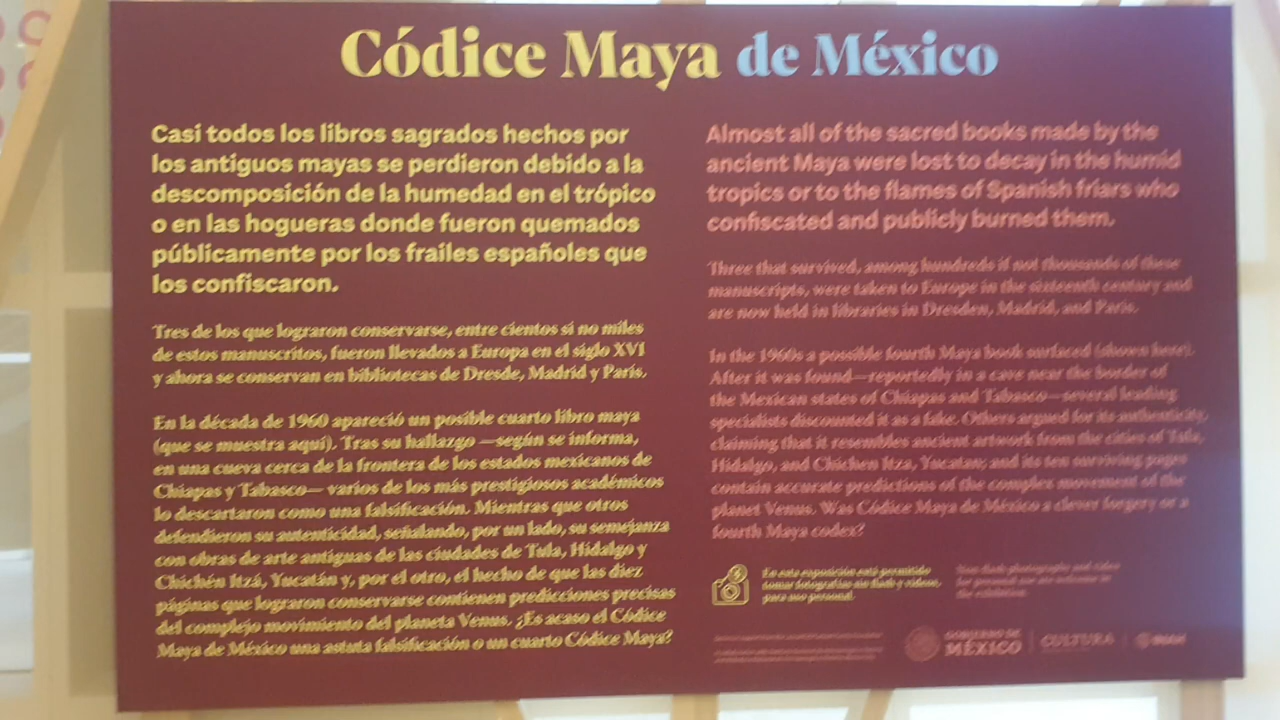 Códice Maya de México
Casi todos los libros sagrados hechos por
los antiguos mayas se perdieron debido a la
descomposición de la humedad en el trópico
o en las hogueras donde fueron quemados
públicamente por los frailes españoles que
los confiscaron.
Tres de los que lograron conservarse, entre cientos si no miles
de estos manuscritos, fueron llevados a Europa en el siglo XVI
y ahora se conservan en bibliotecas de Dresde, Madrid y París.
En la década de 1960 apareció un posible cuarto libro maya
(que se muestra aquí). Tras su hallazgo —según se informa,
en una cueva cerca de la frontera de los estados mexicanos de
Chiapas y Tabasco— varios de los más prestigiosos académicos
lo descartaron como una falsificación. Mientras que otros
defendieron su autenticidad, señalando, por un lado, su semejanza
con obras de arte antiguas de las ciudades de Tula, Hidalgo y
Chichén Itzá, Yucatán y, por el otro, el hecho de que las diez
páginas que lograron conservarse contienen predicciones precisas
del complejo movimiento del planeta Venus. ¿Es acaso el Códice
Maya de México una astuta falsificación o un cuarto Códice Maya?
Almost all of the sacred books made by the
ancient Maya were lost to decay in the humid
tropics or to the flames of Spanish friars who
confiscated and publicly burned them.
Three that survived, among hundreds if not thousands of these
manuscripts, were taken to Europe in the sixteenth century and
are now held in libraries in Dresden, Madrid, and Paris.
In the 1960s a possible fourth Maya book surfaced (shown here).
After it was found—reportedly in a cave near the border of
the Mexican states of Chiapas and Tabasco—several leading
specialists discounted it as a fake. Others argued for its authenticity,
claiming that it resembles ancient artwork from the cities of Tula,
Hidalgo, and Chichen Itza, Yucatan; and its ten surviving pages
contain accurate predictions of the complex movement of the
planet Venus. Was Códice Maya de México a clever forgery or a
fourth Maya codex?
En esta exposición está permitido
tomar fotografías sin flash y videos,
para uso personal.
Non-flash photography and video
for personal use are welcome in
the exhibition.
GOBIERNO DE
MÉXICO
CULTURA